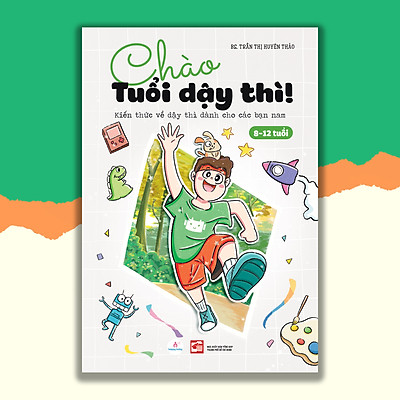 BS. TRẦN THỊ HUYÊN THẢO
Chào
Tuổi dậy thì!
Kiến thức về dậy thì dành cho các bạn nam
8-12 tuổi